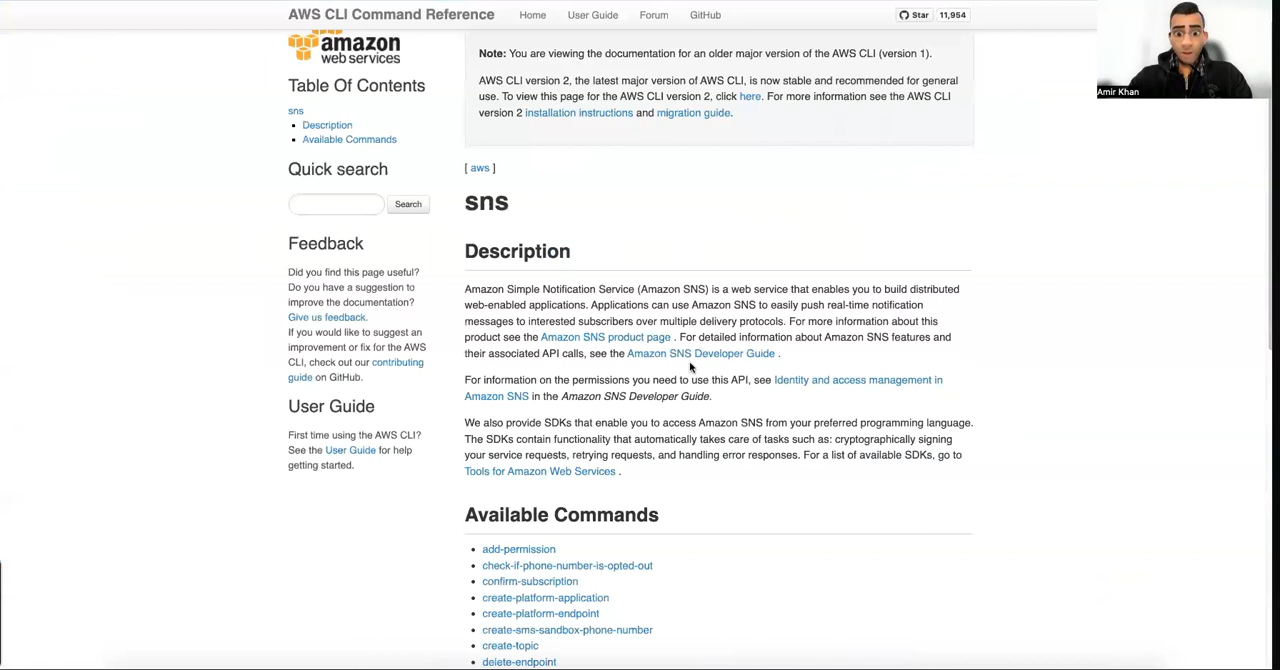 AWS CLI Command Reference
Home
User Guide
Forum
GitHub
Star
11,954
amazon
web services
Table Of Contents
sns
Description
Available Commands
Quick search
Search
Feedback
Did you find this page useful?
Do you have a suggestion to
improve the documentation?
Give us feedback.
If you would like to suggest an
improvement or fix for the AWS
CLI, check out our contributing
guide on GitHub.
User Guide
First time using the AWS CLI?
See the User Guide for help
getting started.
Note: You are viewing the documentation for an older major version of the AWS CLI (version 1).
AWS CLI version 2, the latest major version of AWS CLI, is now stable and recommended for general
use. To view this page for the AWS CLI version 2, click here. For more information see the AWS CLI
version 2 installation instructions and migration guide.
[ aws ]
sns
Description
Amazon Simple Notification Service (Amazon SNS) is a web service that enables you to build distributed
web-enabled applications. Applications can use Amazon SNS to easily push real-time notification
messages to interested subscribers over multiple delivery protocols. For more information about this
product see the Amazon SNS product page . For detailed information about Amazon SNS features and
their associated API calls, see the Amazon SNS Developer Guide .
For information on the permissions you need to use this API, see Identity and access management in
Amazon SNS in the Amazon SNS Developer Guide.
We also provide SDKs that enable you to access Amazon SNS from your preferred programming language.
The SDKs contain functionality that automatically takes care of tasks such as: cryptographically signing
your service requests, retrying requests, and handling error responses. For a list of available SDKs, go to
Tools for Amazon Web Services .
Available Commands
add-permission
check-if-phone-number-is-opted-out
confirm-subscription
create-platform-application
create-platform-endpoint
create-sms-sandbox-phone-number
create-topic
delete-endpoint
Amir Khan